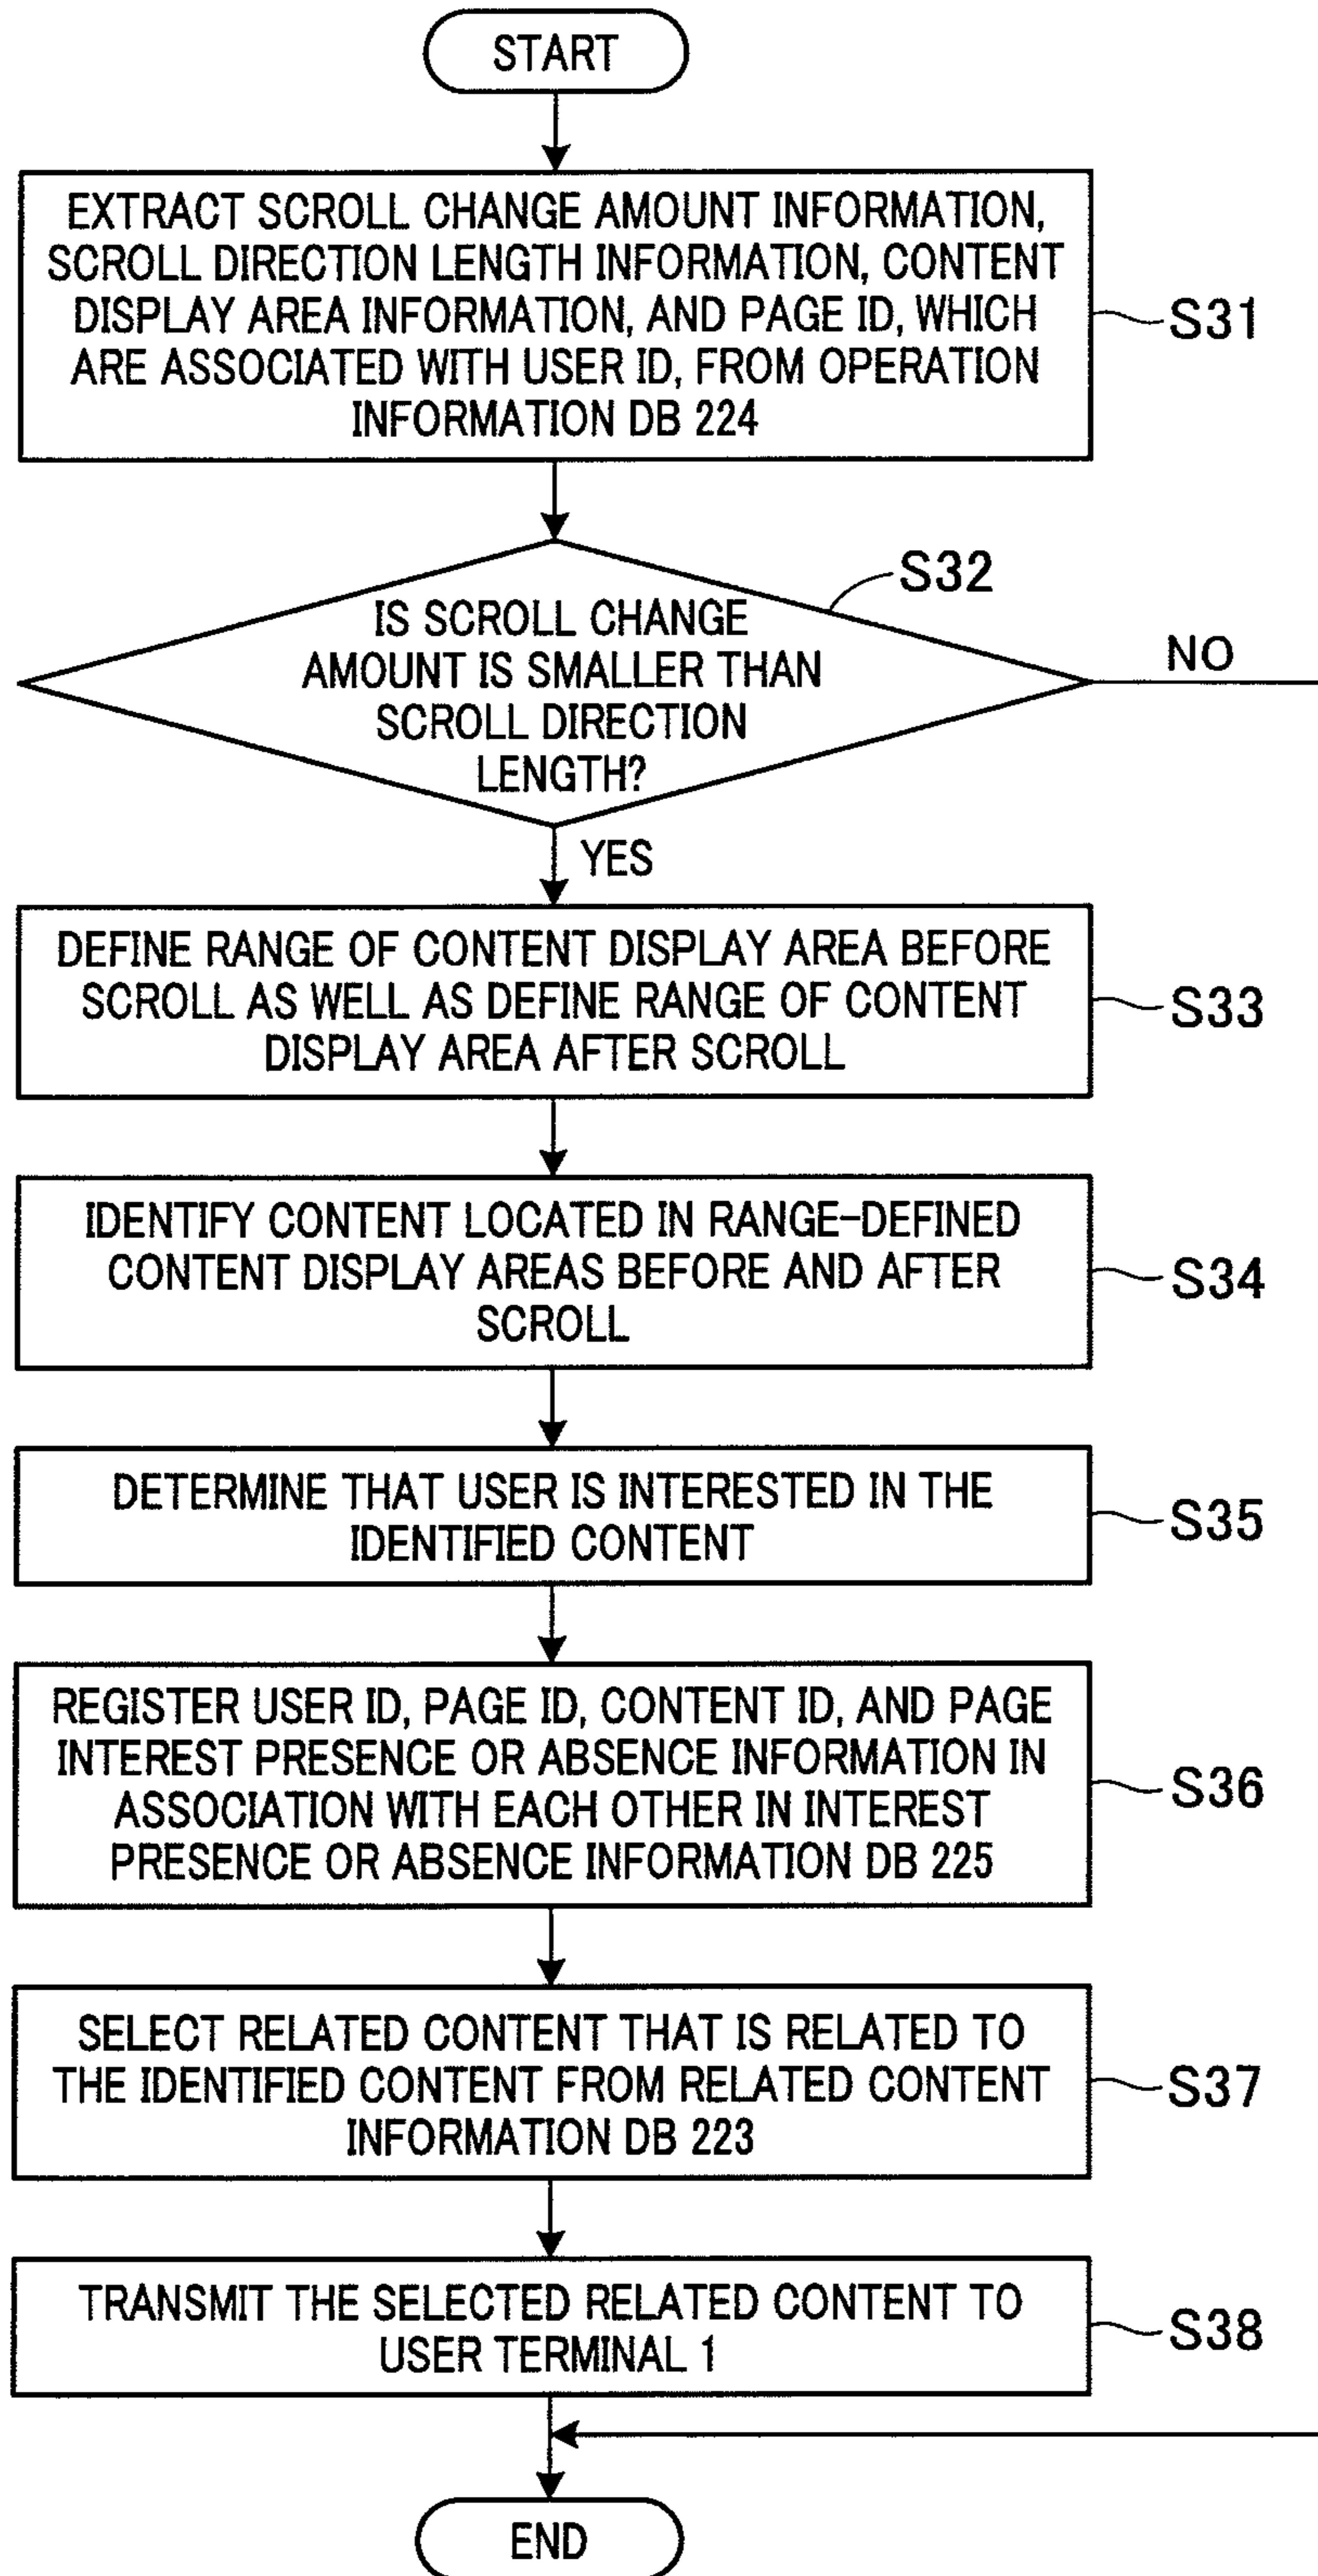 START
EXTRACT SCROLL CHANGE AMOUNT INFORMATION,
SCROLL DIRECTION LENGTH INFORMATION, CONTENT
DISPLAY AREA INFORMATION, AND PAGE ID, WHICH
ARE ASSOCIATED WITH USER ID, FROM OPERATION
INFORMATION DB 224
S31
S32
IS SCROLL CHANGE
AMOUNT IS SMALLER THAN
SCROLL DIRECTION
LENGTH?
NO
YES
DEFINE RANGE OF CONTENT DISPLAY AREA BEFORE
SCROLL AS WELL AS DEFINE RANGE OF CONTENT
DISPLAY AREA AFTER SCROLL
S33
IDENTIFY CONTENT LOCATED IN RANGE-DEFINED
CONTENT DISPLAY AREAS BEFORE AND AFTER
SCROLL
S34
DETERMINE THAT USER IS INTERESTED IN THE
IDENTIFIED CONTENT
S35
REGISTER USER ID, PAGE ID, CONTENT ID, AND PAGE
INTEREST PRESENCE OR ABSENCE INFORMATION IN
ASSOCIATION WITH EACH OTHER IN INTEREST
PRESENCE OR ABSENCE INFORMATION DB 225
S36
SELECT RELATED CONTENT THAT IS RELATED TO
THE IDENTIFIED CONTENT FROM RELATED CONTENT
INFORMATION DB 223
S37
TRANSMIT THE SELECTED RELATED CONTENT TO
USER TERMINAL 1
S38
END